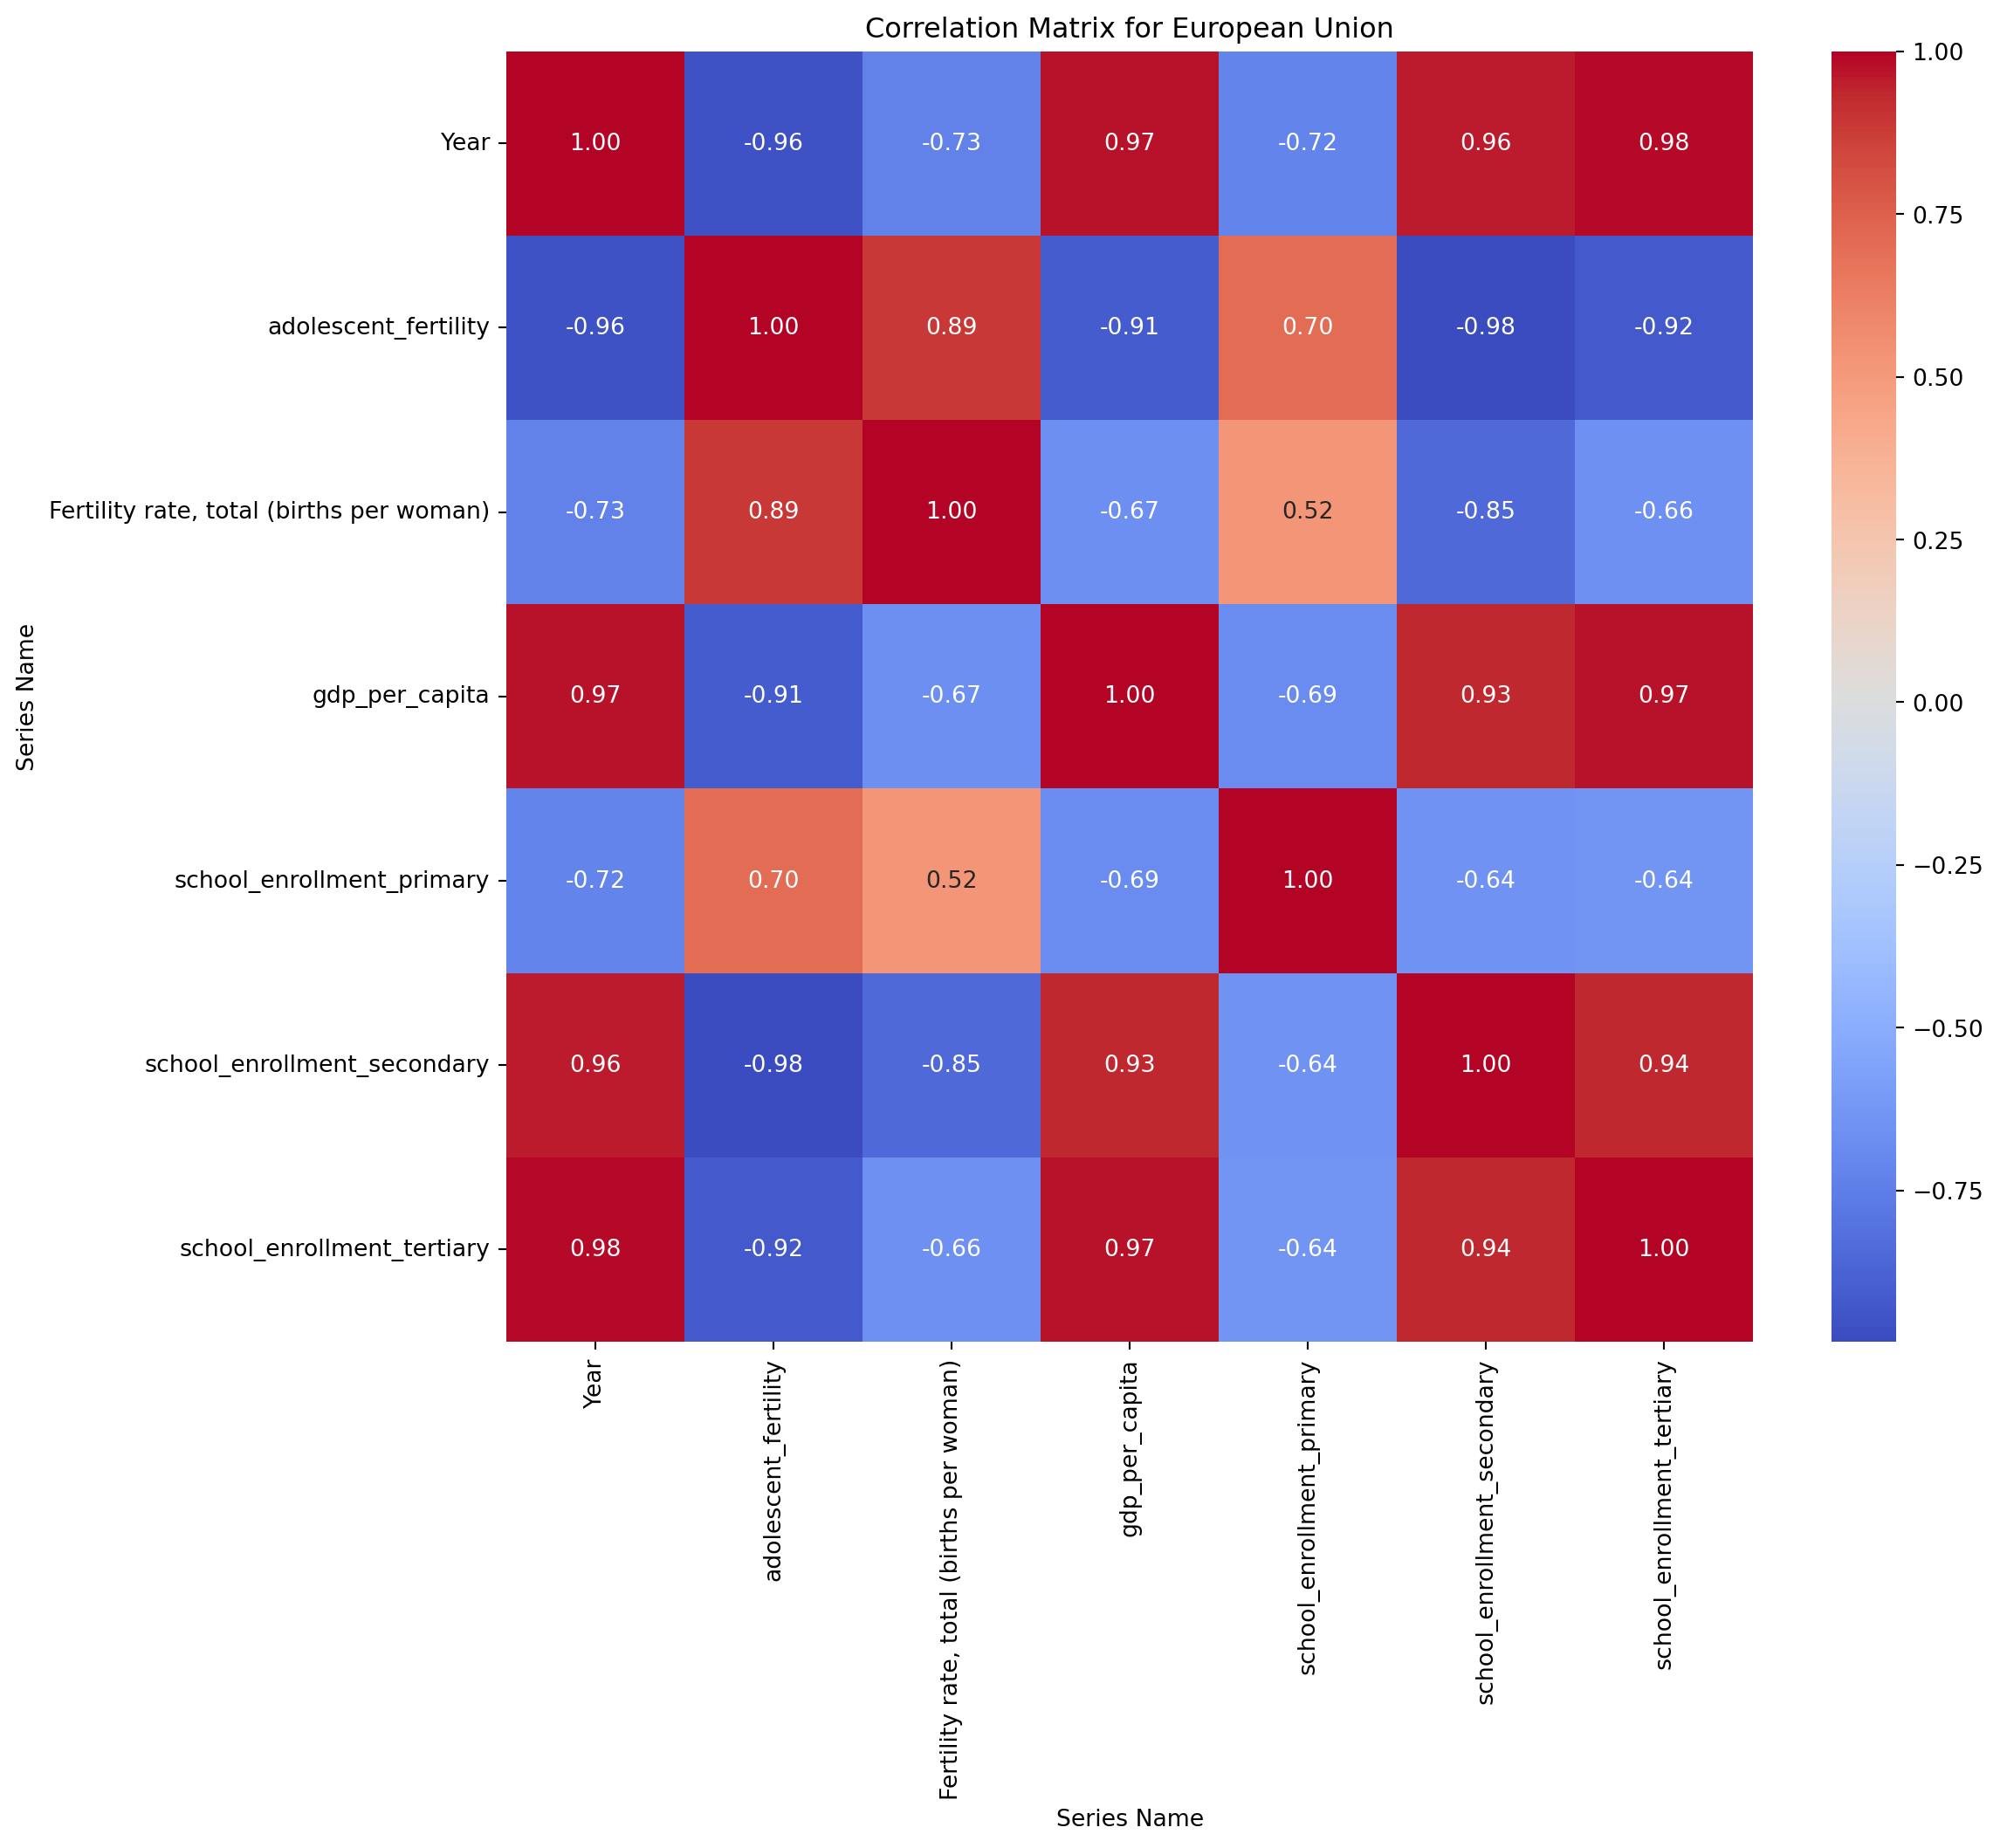 Correlation Matrix for European Union
Series Name
Year 1.00 -0.96 -0.73 0.97 -0.72 0.96 0.98
adolescent_fertility -0.96 1.00 0.89 -0.91 0.70 -0.98 -0.92
Fertility rate, total (births per woman) -0.73 0.89 1.00 -0.67 0.52 -0.85 -0.66
gdp_per_capita 0.97 -0.91 -0.67 1.00 -0.69 0.93 0.97
school_enrollment_primary -0.72 0.70 0.52 -0.69 1.00 -0.64 -0.64
school_enrollment_secondary 0.96 -0.98 -0.85 0.93 -0.64 1.00 0.94
school_enrollment_tertiary 0.98 -0.92 -0.66 0.97 -0.64 0.94 1.00
Year
adolescent_fertility
Fertility rate, total (births per woman)
gdp_per_capita
school_enrollment_primary
school_enrollment_secondary
school_enrollment_tertiary
Series Name
1.00
0.75
0.50
0.25
0.00
−0.25
−0.50
−0.75